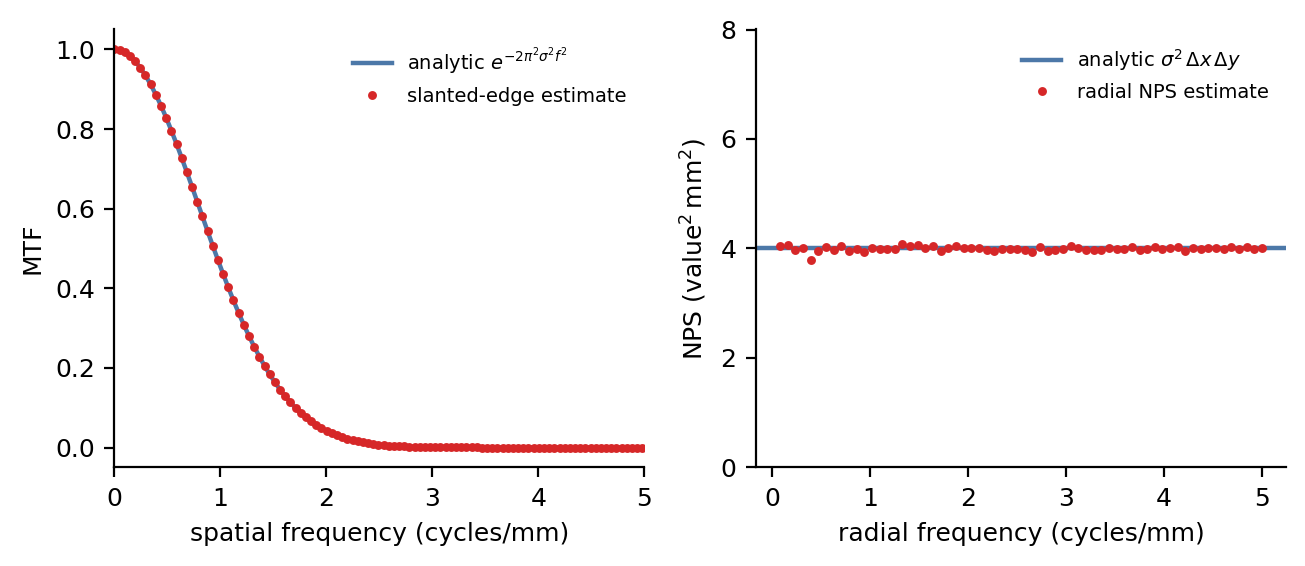 1.0
0.8
0.6
0.4
0.2
0.0
MTF
analytic e^{-2π²σ²f²}
slanted-edge estimate
0 1 2 3 4 5
spatial frequency (cycles/mm)
8
6
4
2
0
NPS (value² mm²)
analytic σ² Δx Δy
radial NPS estimate
0 1 2 3 4 5
radial frequency (cycles/mm)